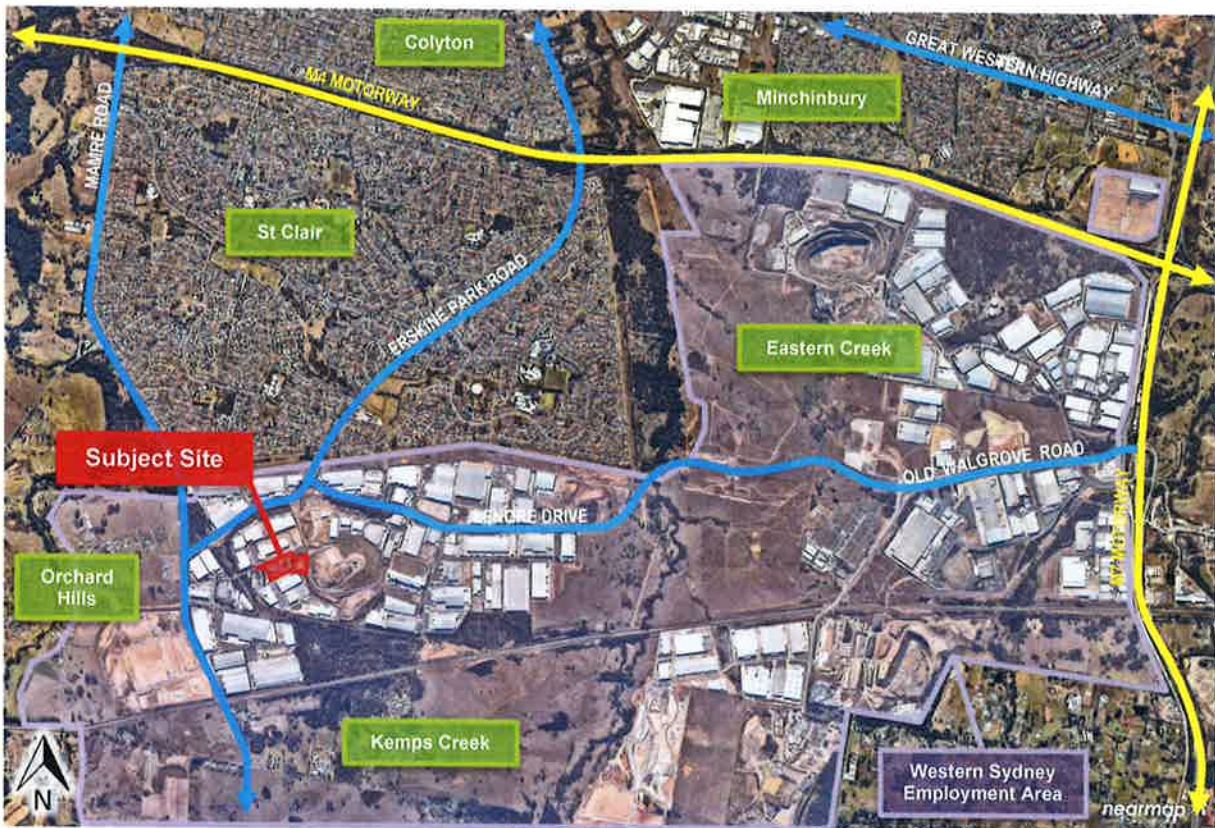 Colyton
GREAT WESTERN HIGHWAY
M4 MOTORWAY
Minchinbury
MAMRE ROAD
St Clair
ERSKINE PARK ROAD
Eastern Creek
Subject Site
OLD WALGROVE ROAD
LENORE DRIVE
M7 MOTORWAY
Orchard
Hills
Kemps Creek
Western Sydney
Employment Area
N
nearmap